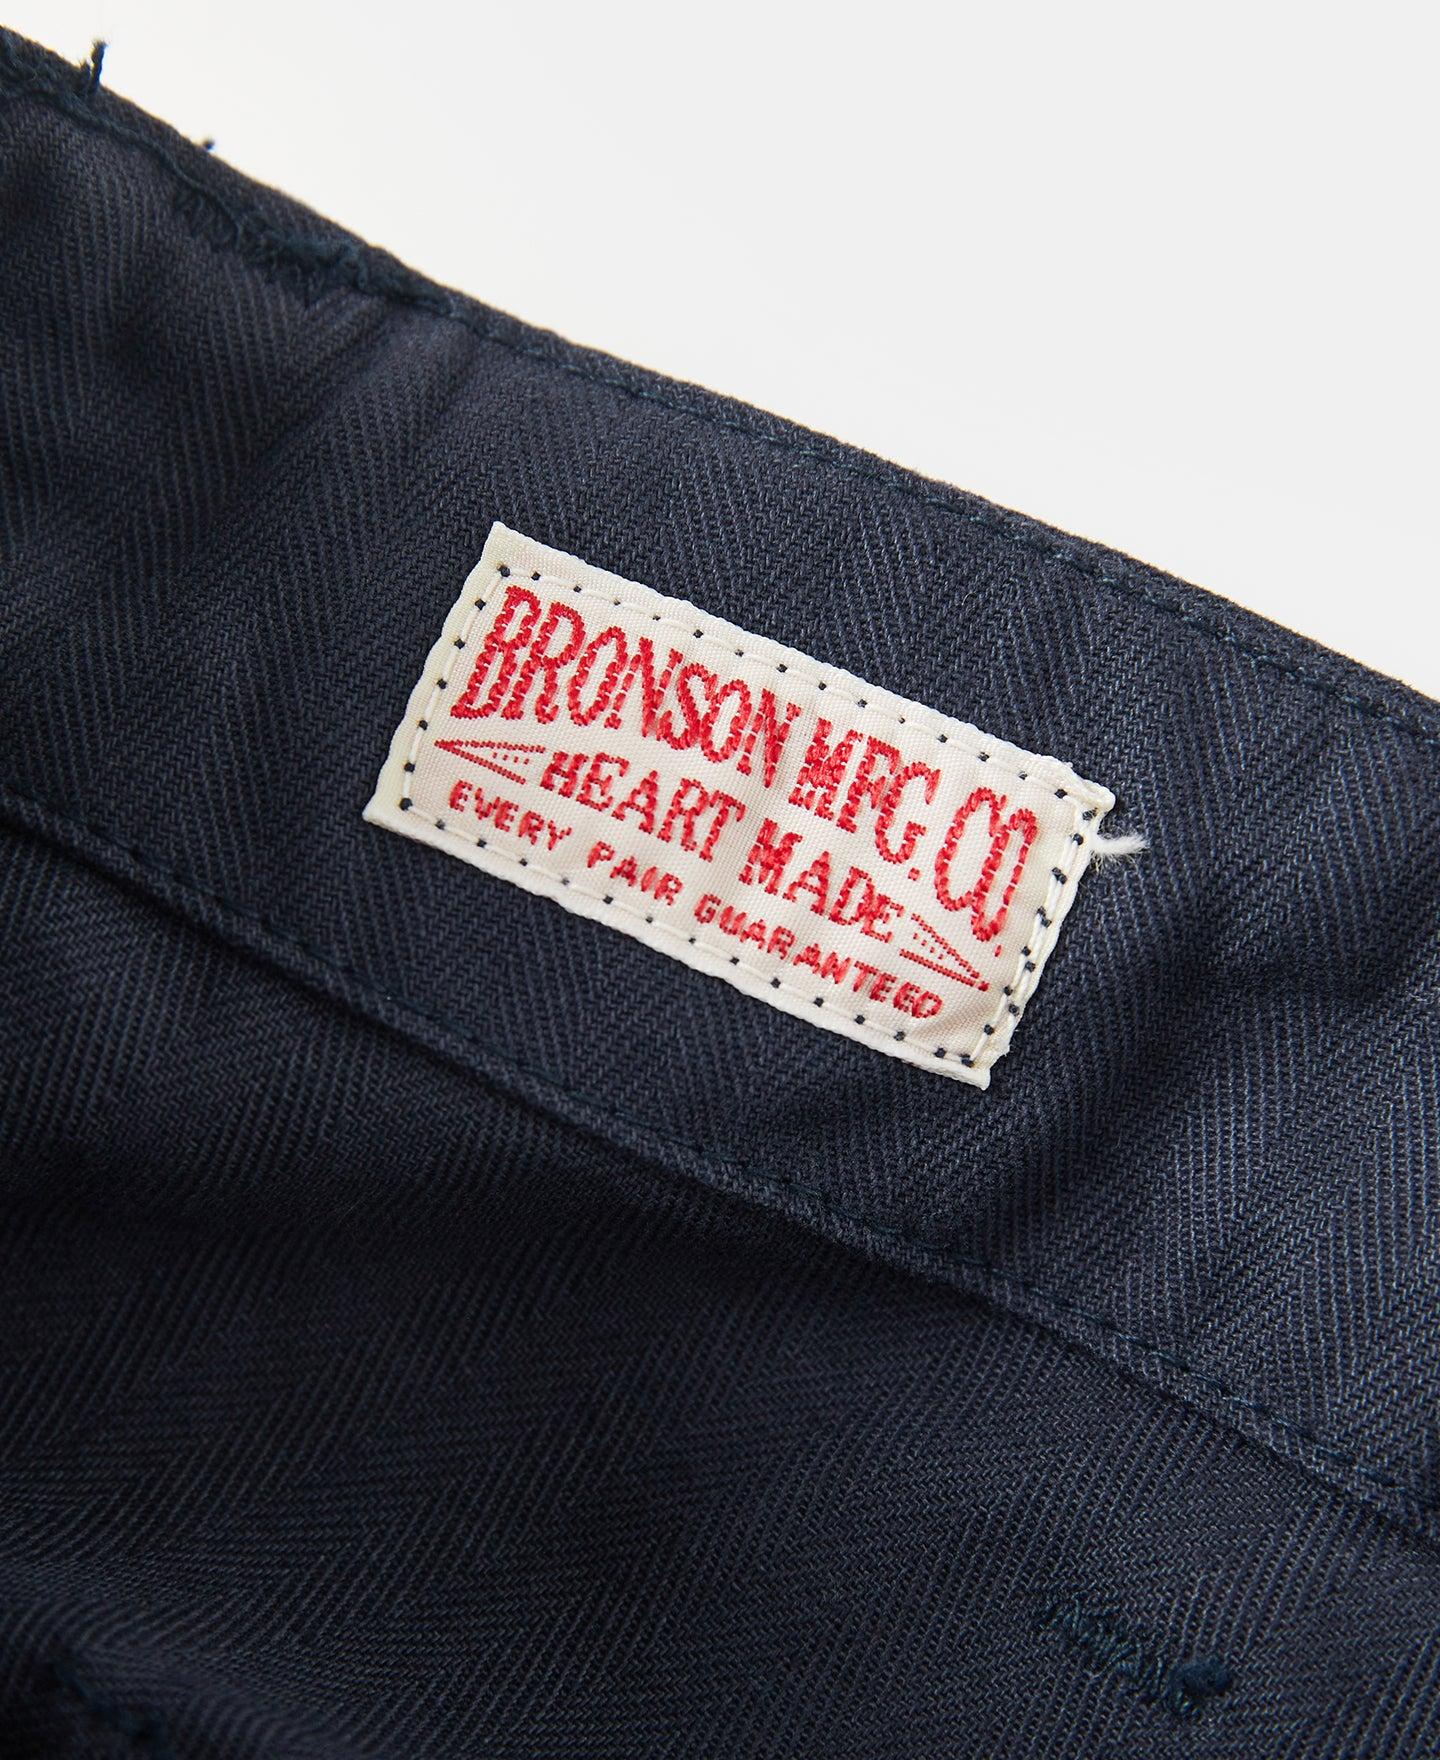 BRONSON MFG. CO.
HEART MADE
EVERY PAIR GUARANTEED